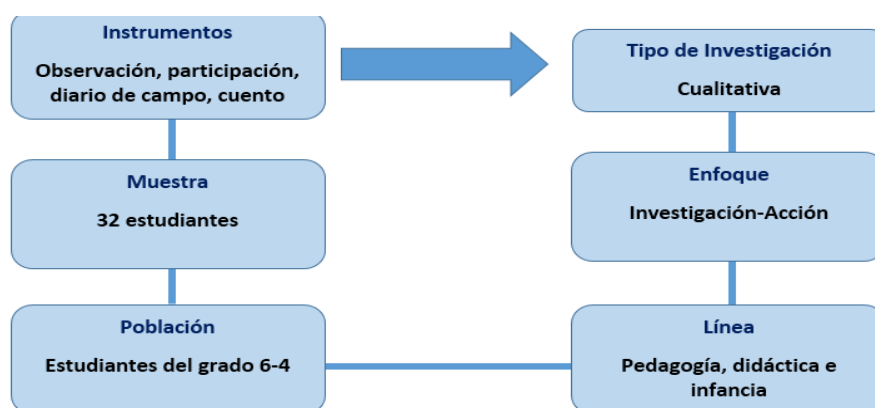 Instrumentos
Observación, participación,
diario de campo, cuento
Tipo de Investigación
Cualitativa
Muestra
32 estudiantes
Enfoque
Investigación-Acción
Población
Estudiantes del grado 6-4
Línea
Pedagogía, didáctica e
infancia